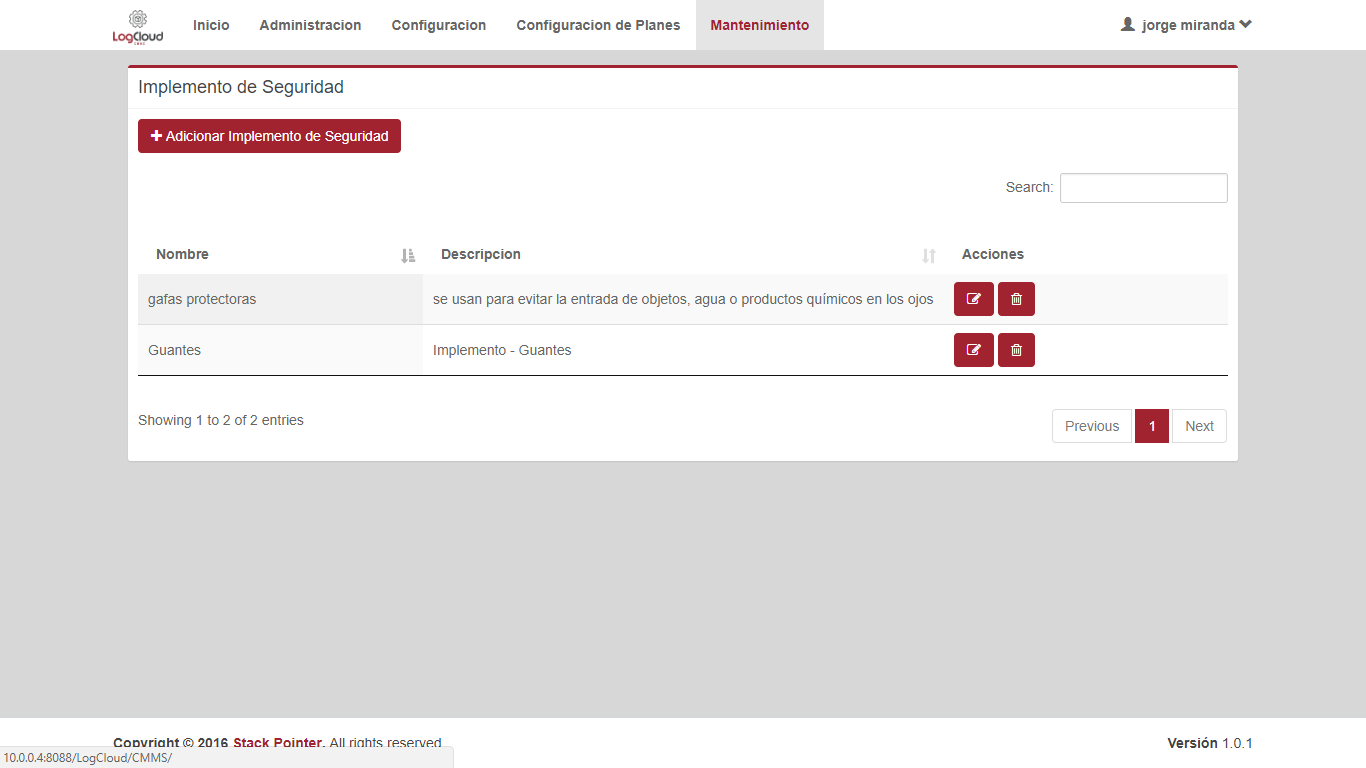 LogCloud
CMMS
Inicio Administracion Configuracion Configuracion de Planes Mantenimiento jorge miranda
Implemento de Seguridad
Adicionar Implemento de Seguridad
Search:
Nombre Descripcion Acciones
gafas protectoras se usan para evitar la entrada de objetos, agua o productos químicos en los ojos
Guantes Implemento - Guantes
Showing 1 to 2 of 2 entries
Previous 1 Next
Copyright © 2016 Stack Pointer. All rights reserved
Versión 1.0.1
10.0.0.4:8088/LogCloud/CMMS/